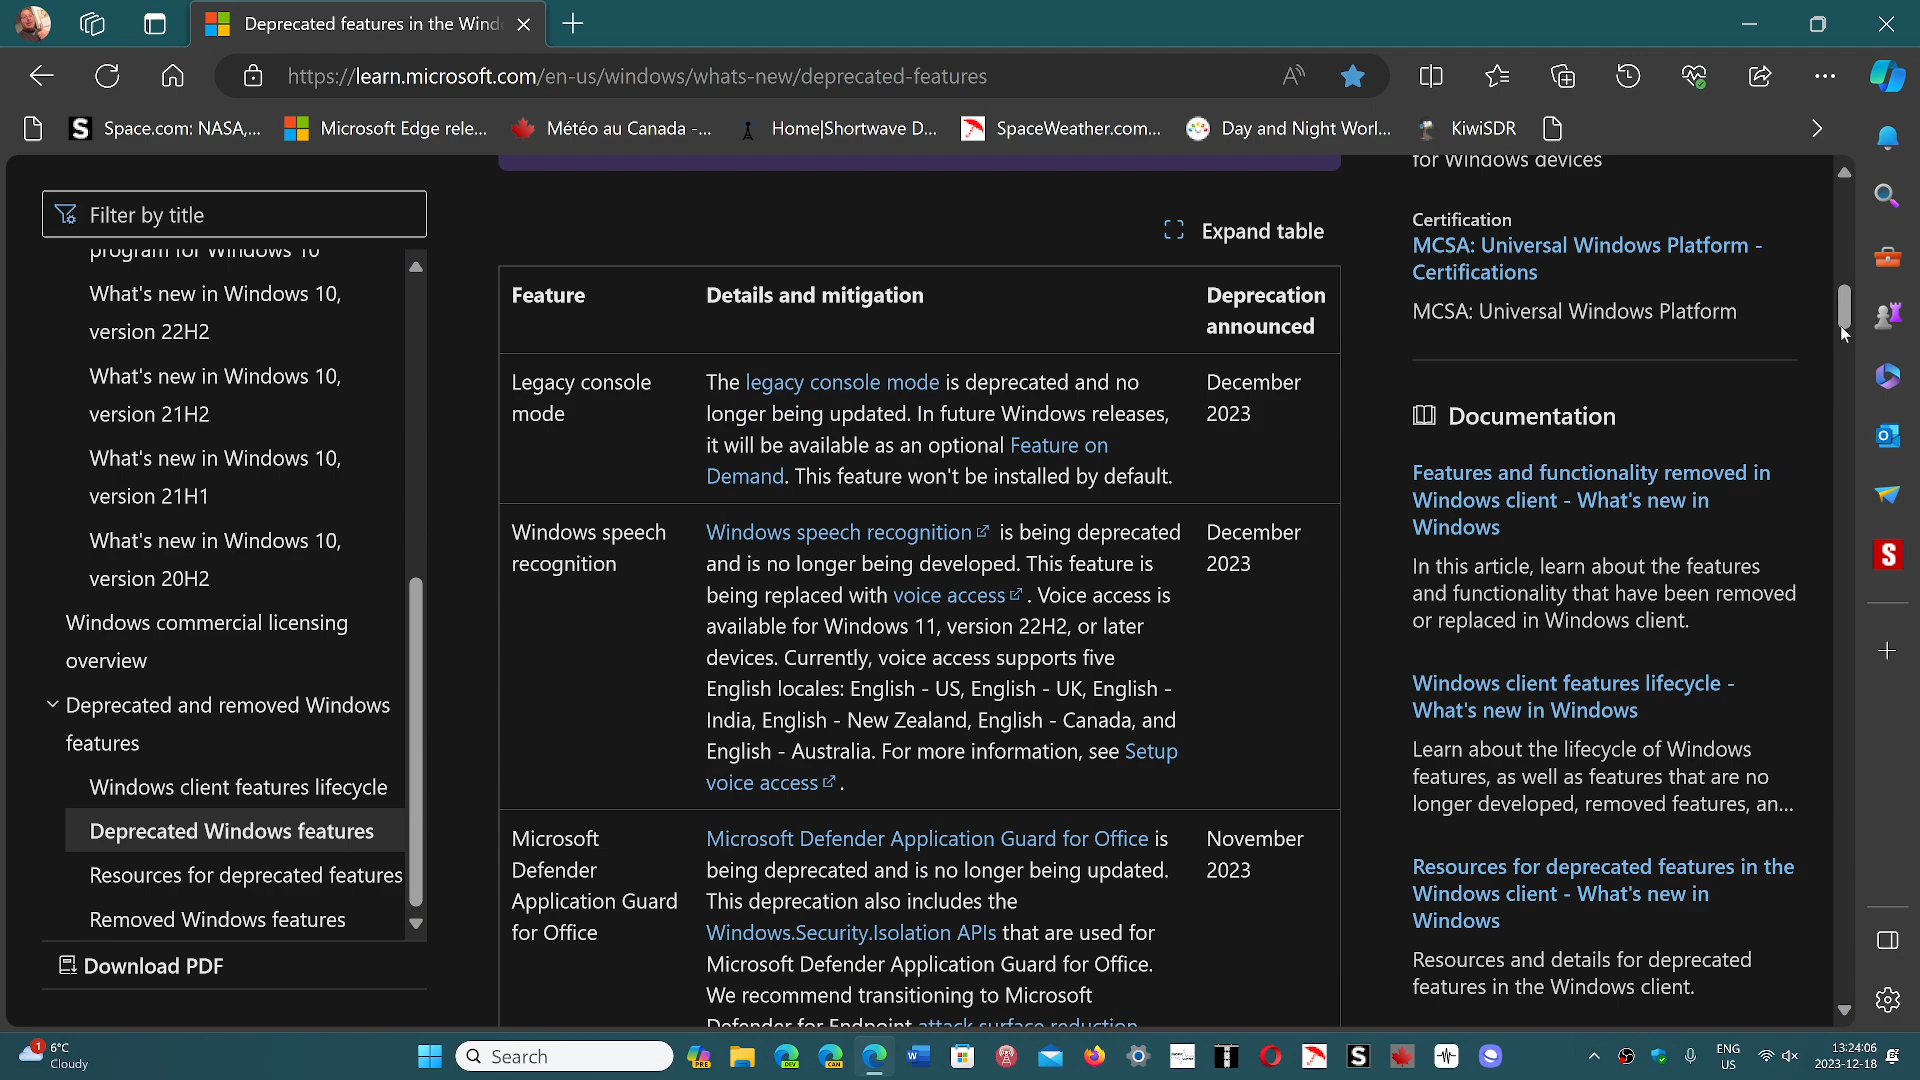 Deprecated features in the Wind
https://learn.microsoft.com/en-us/windows/whats-new/deprecated-features
Space.com: NASA,...
Microsoft Edge rele...
Météo au Canada -...
Home|Shortwave D...
SpaceWeather.com...
Day and Night Worl...
KiwiSDR
Filter by title
program for Windows 10
What's new in Windows 10,
version 22H2
What's new in Windows 10,
version 21H2
What's new in Windows 10,
version 21H1
What's new in Windows 10,
version 20H2
Windows commercial licensing
overview
Deprecated and removed Windows
features
Windows client features lifecycle
Deprecated Windows features
Resources for deprecated features
Removed Windows features
Download PDF
Expand table
Feature
Details and mitigation
Deprecation
announced
Legacy console
mode
The legacy console mode is deprecated and no
longer being updated. In future Windows releases,
it will be available as an optional Feature on
Demand. This feature won't be installed by default.
December
2023
Windows speech
recognition
Windows speech recognition is being deprecated
and is no longer being developed. This feature is
being replaced with voice access. Voice access is
available for Windows 11, version 22H2, or later
devices. Currently, voice access supports five
English locales: English - US, English - UK, English -
India, English - New Zealand, English - Canada, and
English - Australia. For more information, see Setup
voice access.
December
2023
Microsoft
Defender
Application Guard
for Office
Microsoft Defender Application Guard for Office is
being deprecated and is no longer being updated.
This deprecation also includes the
Windows.Security.Isolation APIs that are used for
Microsoft Defender Application Guard for Office.
We recommend transitioning to Microsoft
Defender for Endpoint attack surface reduction
November
2023
for Windows devices
Certification
MCSA: Universal Windows Platform -
Certifications
MCSA: Universal Windows Platform
Documentation
Features and functionality removed in
Windows client - What's new in
Windows
In this article, learn about the features
and functionality that have been removed
or replaced in Windows client.
Windows client features lifecycle -
What's new in Windows
Learn about the lifecycle of Windows
features, as well as features that are no
longer developed, removed features, an...
Resources for deprecated features in the
Windows client - What's new in
Windows
Resources and details for deprecated
features in the Windows client.
1
6°C
Cloudy
Search
PRE
DEV
CAN
ENG
US
13:24:06
2023-12-18